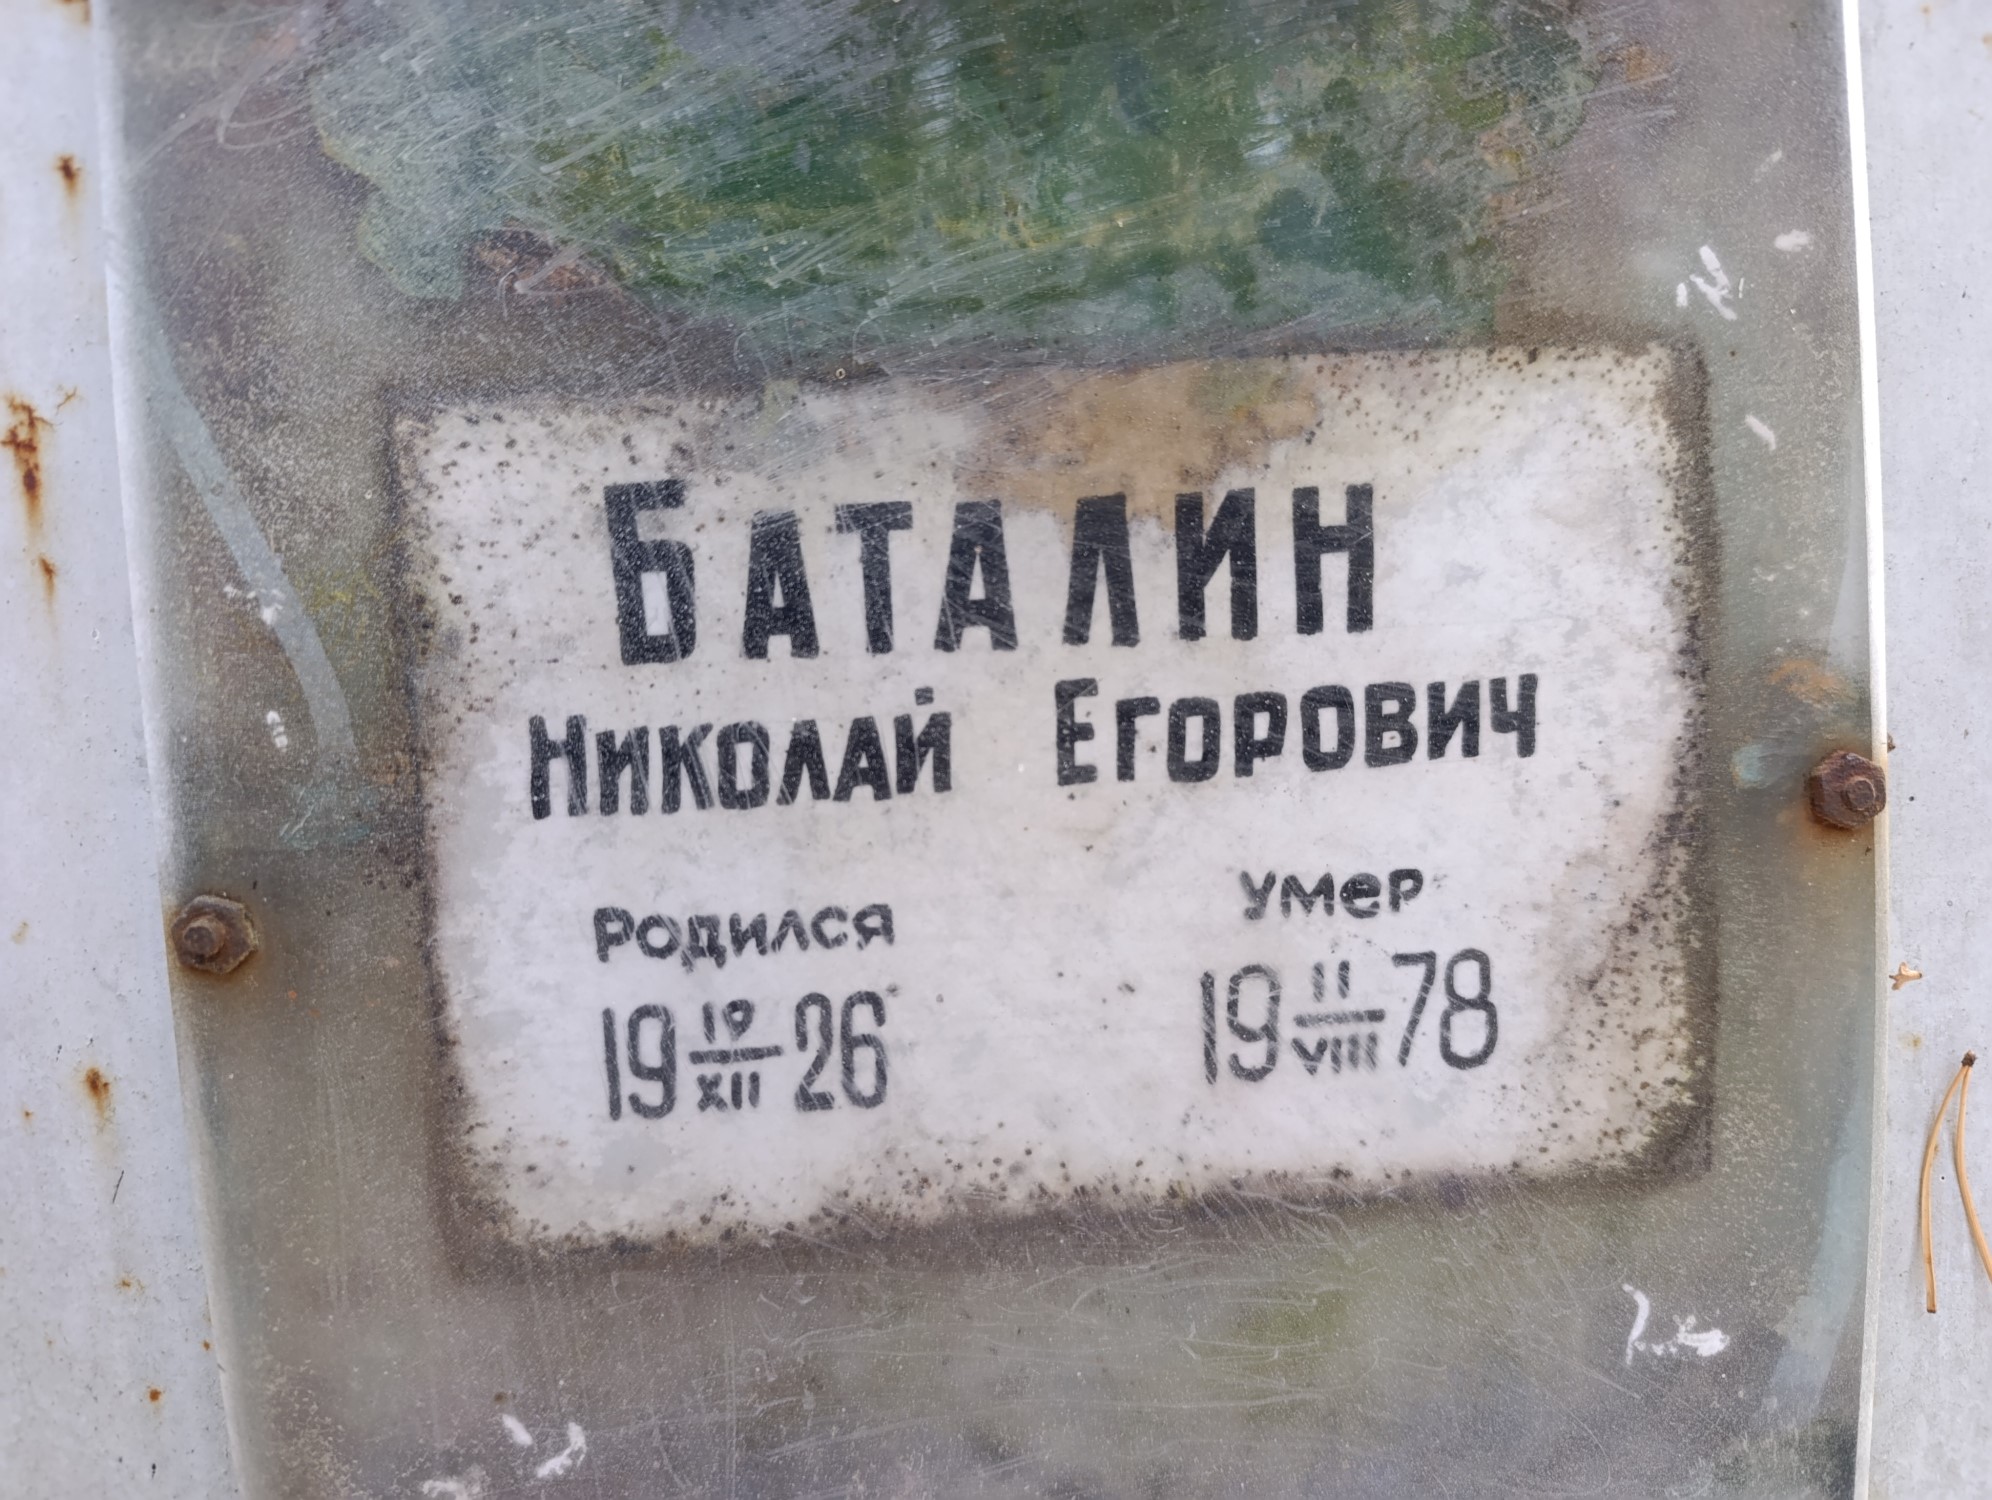 БАТАЛИН
НИКОЛАЙ ЕГОРОВИЧ
Родился Умер
19 19/XII 26 19 11/VIII 78